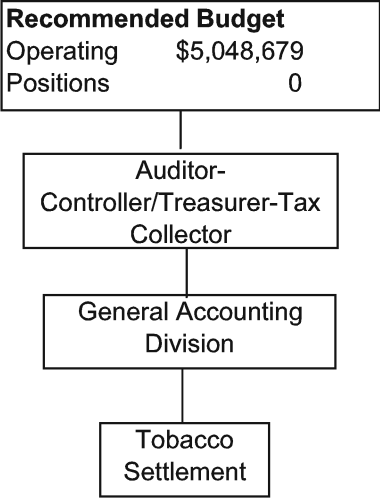 Recommended Budget
Operating $5,048,679
Positions 0
Auditor-
Controller/Treasurer-Tax
Collector
General Accounting
Division
Tobacco
Settlement